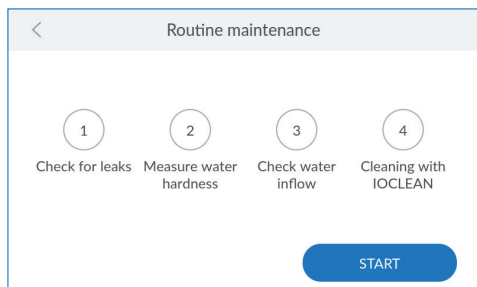 Routine maintenance
1
2
3
4
Check for leaks
Measure water
hardness
Check water
inflow
Cleaning with
IOCLEAN
START